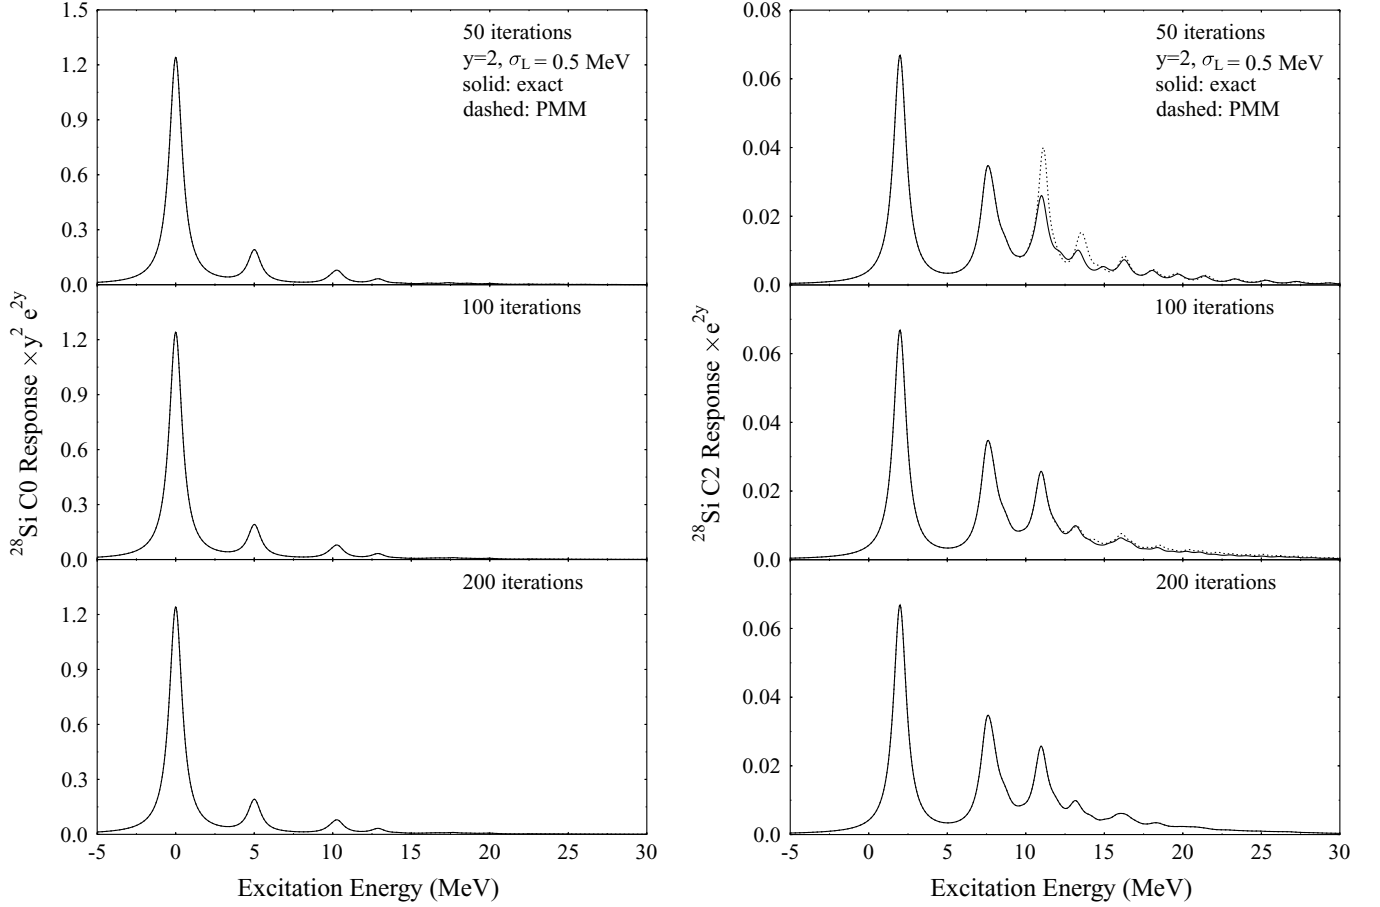 1.5
1.2
0.9
0.6
0.3
0.0
50 iterations
y=2, σL = 0.5 MeV
solid: exact
dashed: PMM
1.2
0.9
0.6
0.3
0.0
100 iterations
1.2
0.9
0.6
0.3
0.0
200 iterations
-5 0 5 10 15 20 25 30
Excitation Energy (MeV)
28Si C0 Response ×y2 e2y
0.08
0.06
0.04
0.02
0.00
50 iterations
y=2, σL = 0.5 MeV
solid: exact
dashed: PMM
0.06
0.04
0.02
0.00
100 iterations
0.06
0.04
0.02
0.00
200 iterations
-5 0 5 10 15 20 25 30
Excitation Energy (MeV)
28Si C2 Response ×e2y